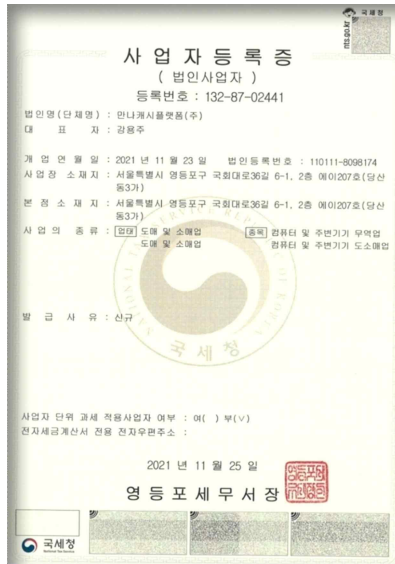 국세청
nts.go.kr
사업자등록증
( 법인사업자 )
등록번호 : 132-87-02441
법인명(단체명) : 만나캐시플랫폼(주)
대 표 자 : 강용주
개 업 연 월 일 : 2021 년 11 월 23 일 법인등록번호 : 110111-8098174
사업장 소재지 : 서울특별시 영등포구 국회대로36길 6-1, 2층 에이207호(당산
동3가)
본 점 소 재 지 : 서울특별시 영등포구 국회대로36길 6-1, 2층 에이207호(당산
동3가)
사 업 의 종 류 : 업태 도매 및 소매업 종목 컴퓨터 및 주변기기 무역업
도매 및 소매업 컴퓨터 및 주변기기 도소매업
NATIONAL TAX SERVICE REPUBLIC OF KOREA
국세청
발 급 사 유 : 신규
사업자 단위 과세 적용사업자 여부 : 여( ) 부(∨)
전자세금계산서 전용 전자우편주소 :
2021 년 11 월 25 일
영등포세무서장
국세청
National Tax Service